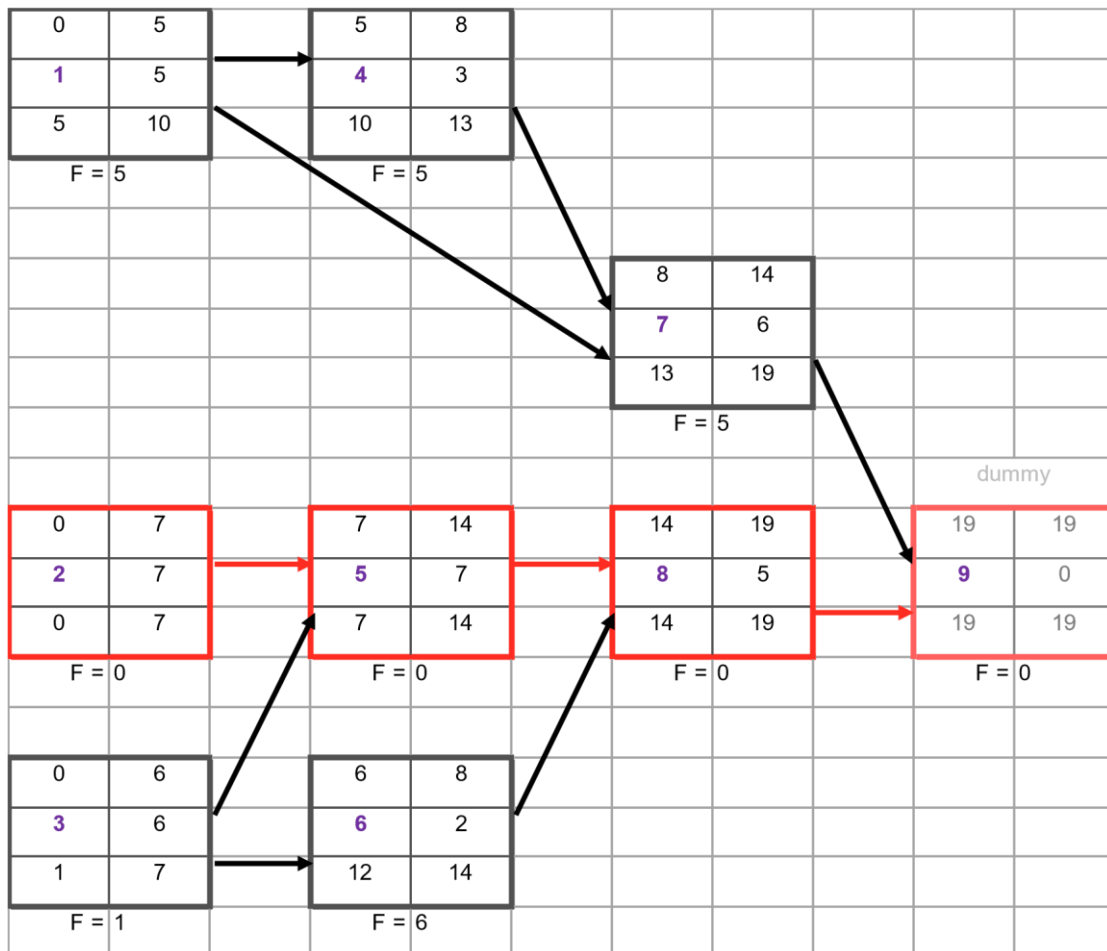 0 5 5 8
1 5 4 3
5 10 10 13
F = 5 F = 5
8 14
7 6
13 19
F = 5
dummy
0 7 7 14 14 19 19 19
2 7 5 7 8 5 9 0
0 7 7 14 14 19 19 19
F = 0 F = 0 F = 0 F = 0
0 6 6 8
3 6 6 2
1 7 12 14
F = 1 F = 6